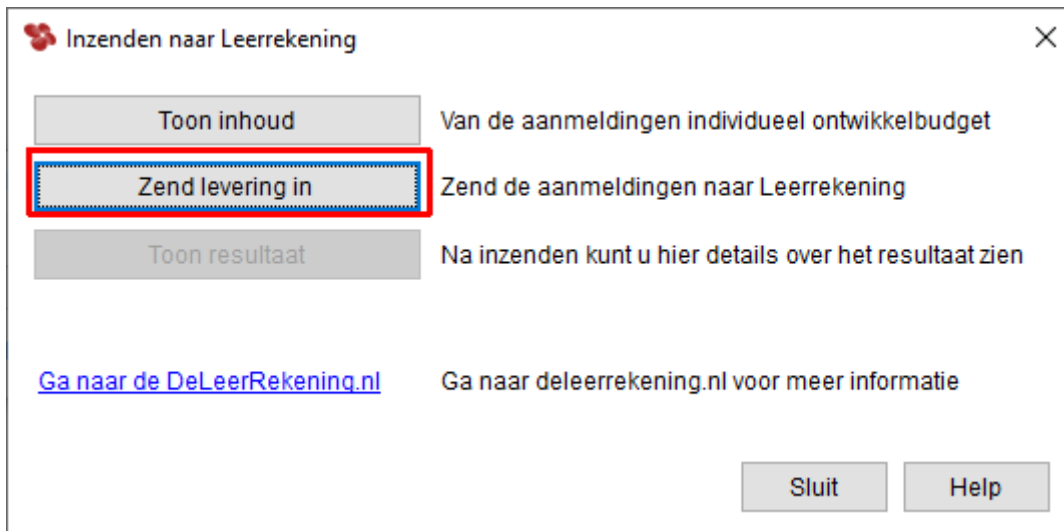 Inzenden naar Leerrekening
Toon inhoud Van de aanmeldingen individueel ontwikkelbudget
Zend levering in Zend de aanmeldingen naar Leerrekening
Toon resultaat Na inzenden kunt u hier details over het resultaat zien
Ga naar de DeLeerRekening.nl Ga naar deleerrekening.nl voor meer informatie
Sluit Help